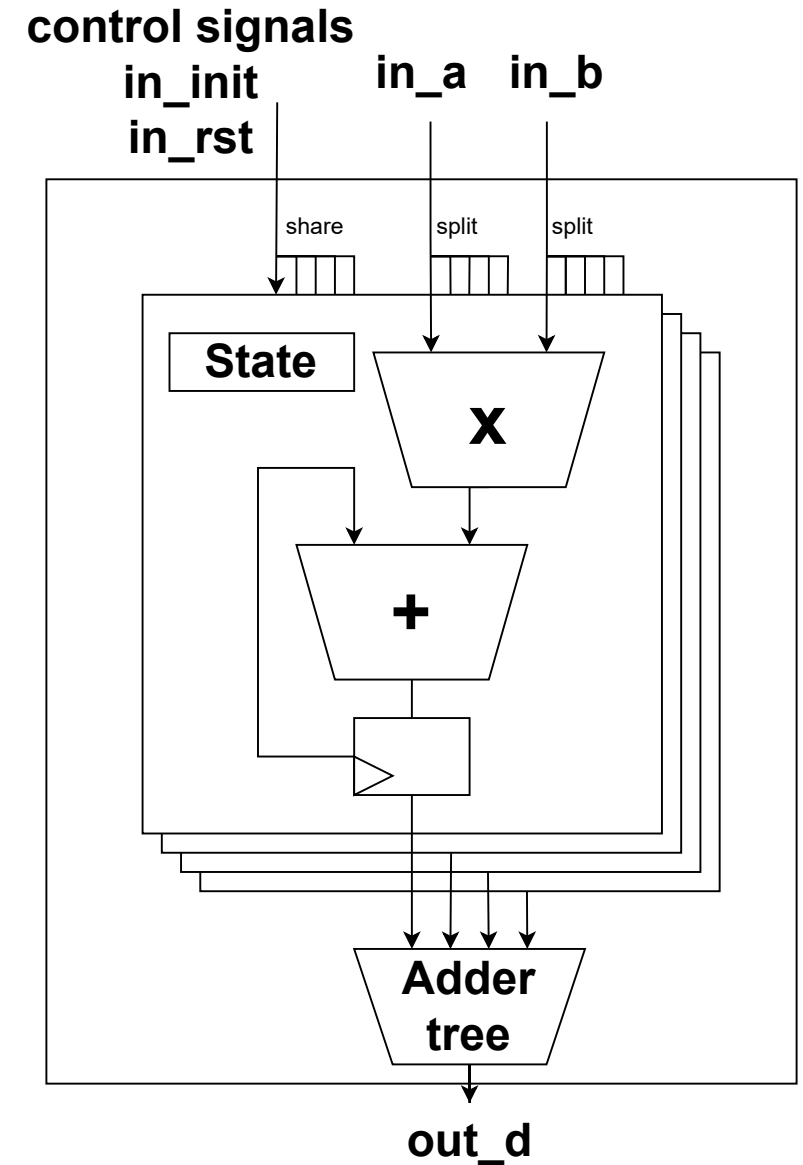 control signals
in_init
in_rst
in_a
in_b
share
split
split
State
x
+
Adder
tree
out_d